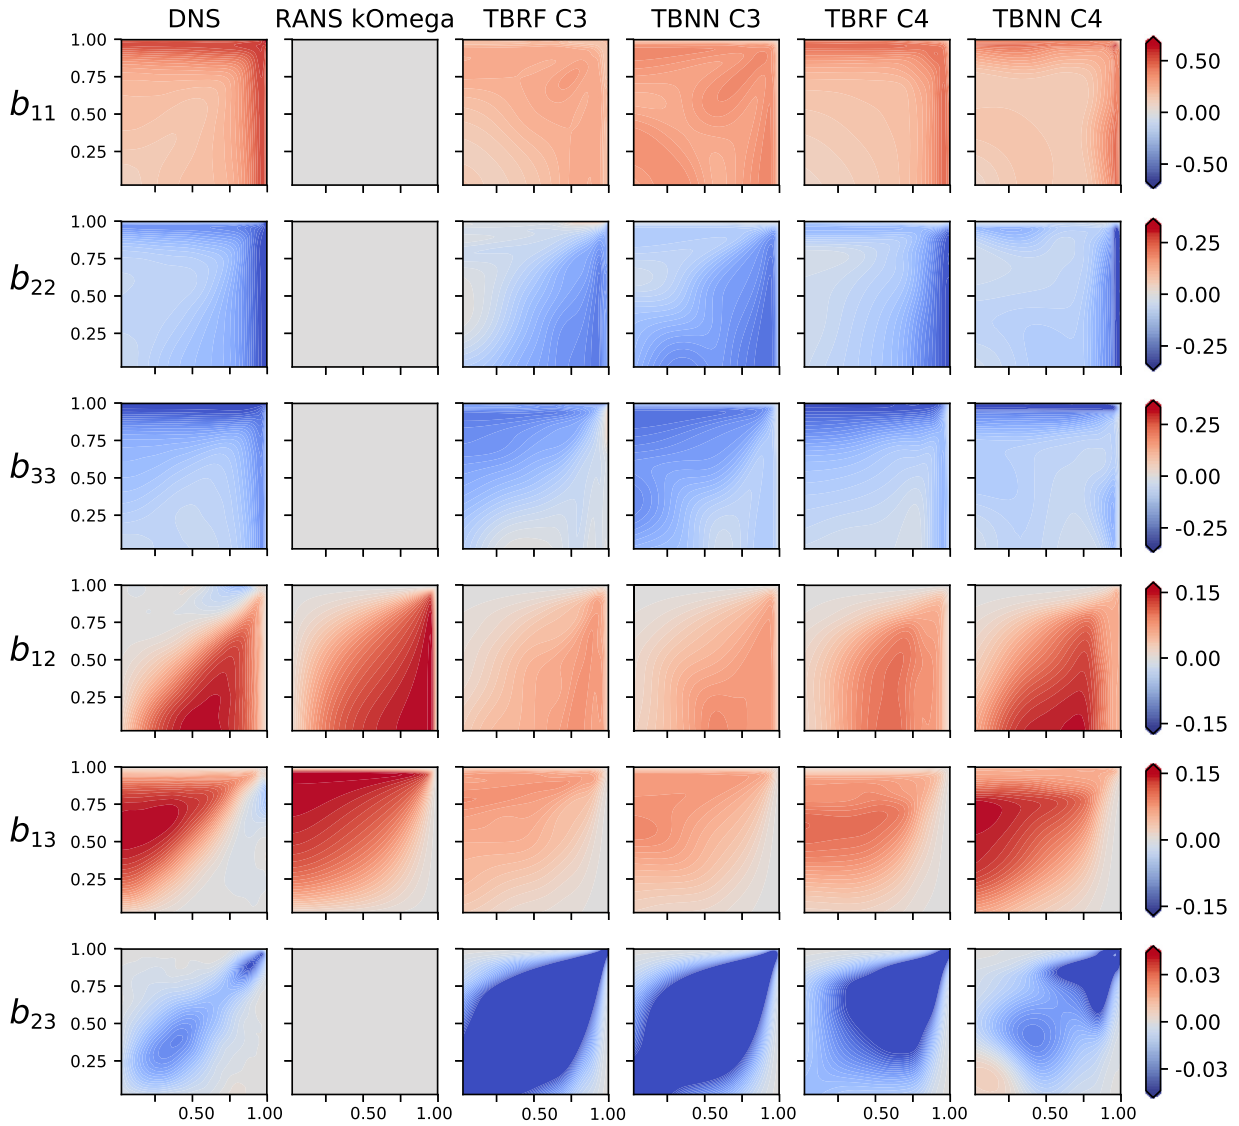 DNS RANS kOmega TBRF C3 TBNN C3 TBRF C4 TBNN C4
b11 1.00 0.75 0.50 0.25 0.50 0.00 -0.50
b22 1.00 0.75 0.50 0.25 0.25 0.00 -0.25
b33 1.00 0.75 0.50 0.25 0.25 0.00 -0.25
b12 1.00 0.75 0.50 0.25 0.15 0.00 -0.15
b13 1.00 0.75 0.50 0.25 0.15 0.00 -0.15
b23 1.00 0.75 0.50 0.25 0.03 0.00 -0.03
0.50 1.00 0.50 1.00 0.50 1.00 0.50 1.00 0.50 1.00 0.50 1.00